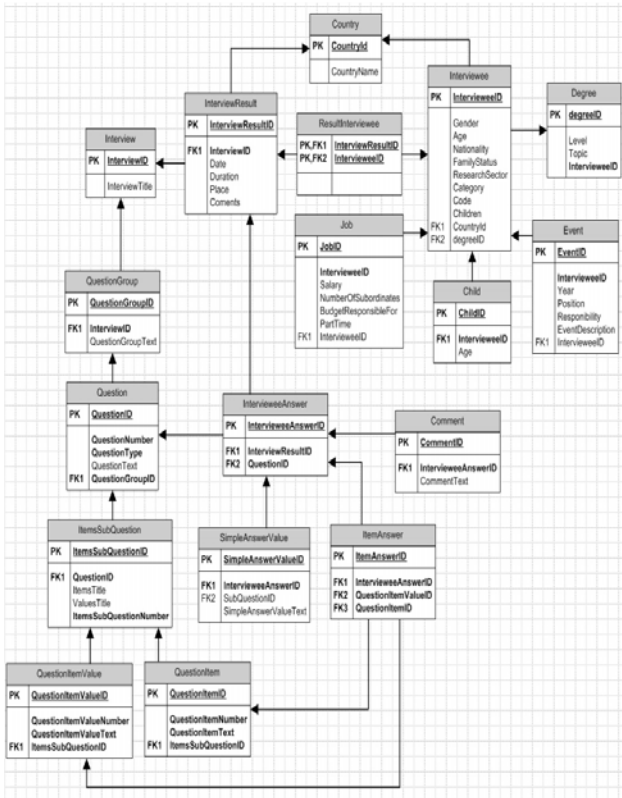 Country
PK CountryId
CountryName
Interviewee
PK IntervieweeID
Gender
Age
Nationality
FamilyStatus
ResearchSector
Category
Code
Children
FK1 CountryId
FK2 degreeID
Degree
PK degreeID
Level
Topic
IntervieweeID
InterviewResult
PK InterviewResultID
FK1 InterviewID
Date
Duration
Place
Coments
ResultInterviewee
PK,FK1 InterviewResultID
PK,FK2 IntervieweeID
Interview
PK InterviewID
InterviewTitle
Job
PK JobID
IntervieweeID
Salary
NumberOfSubordinates
BudgetResponsibleFor
PartTime
FK1 IntervieweeID
Event
PK EventID
IntervieweeID
Year
Position
Responibility
EventDescription
FK1 IntervieweeID
Child
PK ChildID
FK1 IntervieweeID
Age
QuestionGroup
PK QuestionGroupID
FK1 InterviewID
QuestionGroupText
Question
PK QuestionID
QuestionNumber
QuestionType
QuestionText
FK1 QuestionGroupID
IntervieweeAnswer
PK IntervieweeAnswerID
FK1 InterviewResultID
FK2 QuestionID
Comment
PK CommentID
FK1 IntervieweeAnswerID
CommentText
ItemsSubQuestion
PK ItemsSubQuestionID
FK1 QuestionID
ItemsTitle
ValuesTitle
ItemsSubQuestionNumber
SimpleAnswerValue
PK SimpleAnswerValueID
FK1 IntervieweeAnswerID
FK2 SubQuestionID
SimpleAnswerValueText
ItemAnswer
PK ItemAnswerID
FK1 IntervieweeAnswerID
FK2 QuestionItemValueID
FK3 QuestionItemID
QuestionItemValue
PK QuestionItemValueID
QuestionItemValueNumber
QuestionItemValueText
FK1 ItemsSubQuestionID
QuestionItem
PK QuestionItemID
QuestionItemNumber
QuestionItemText
FK1 ItemsSubQuestionID